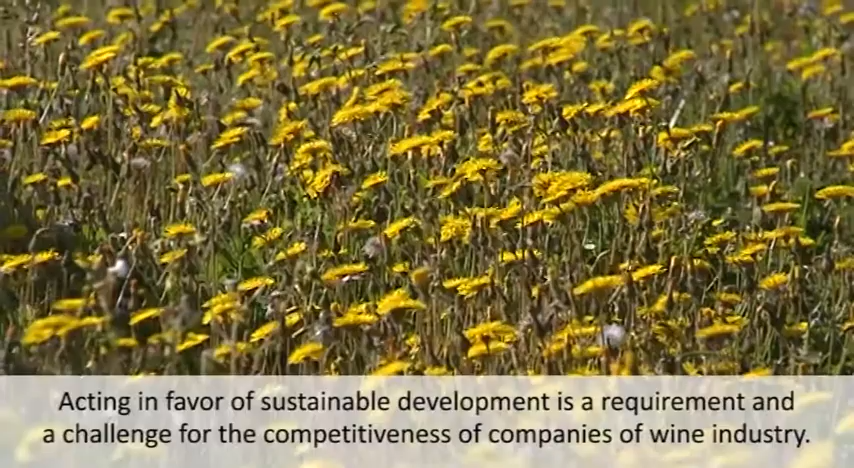 Acting in favor of sustainable development is a requirement and
a challenge for the competitiveness of companies of wine industry.